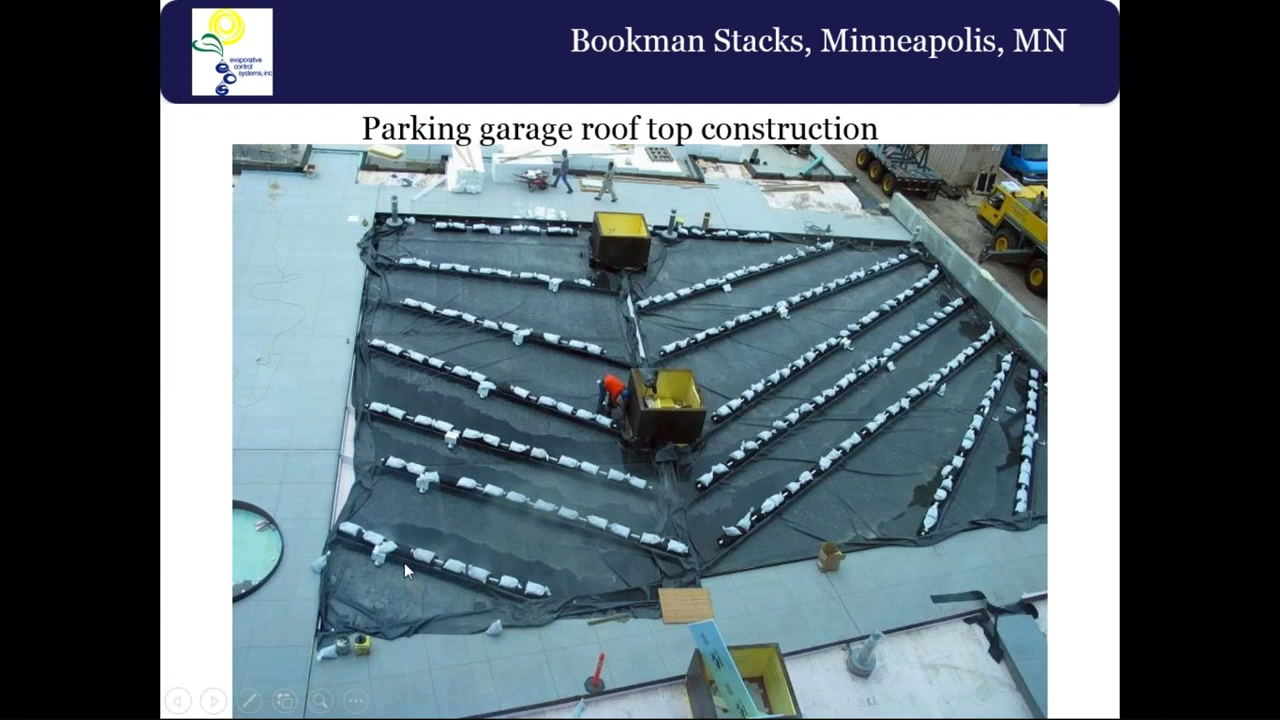 Bookman Stacks, Minneapolis, MN
evaporative
control
systems, inc.
Parking garage roof top construction